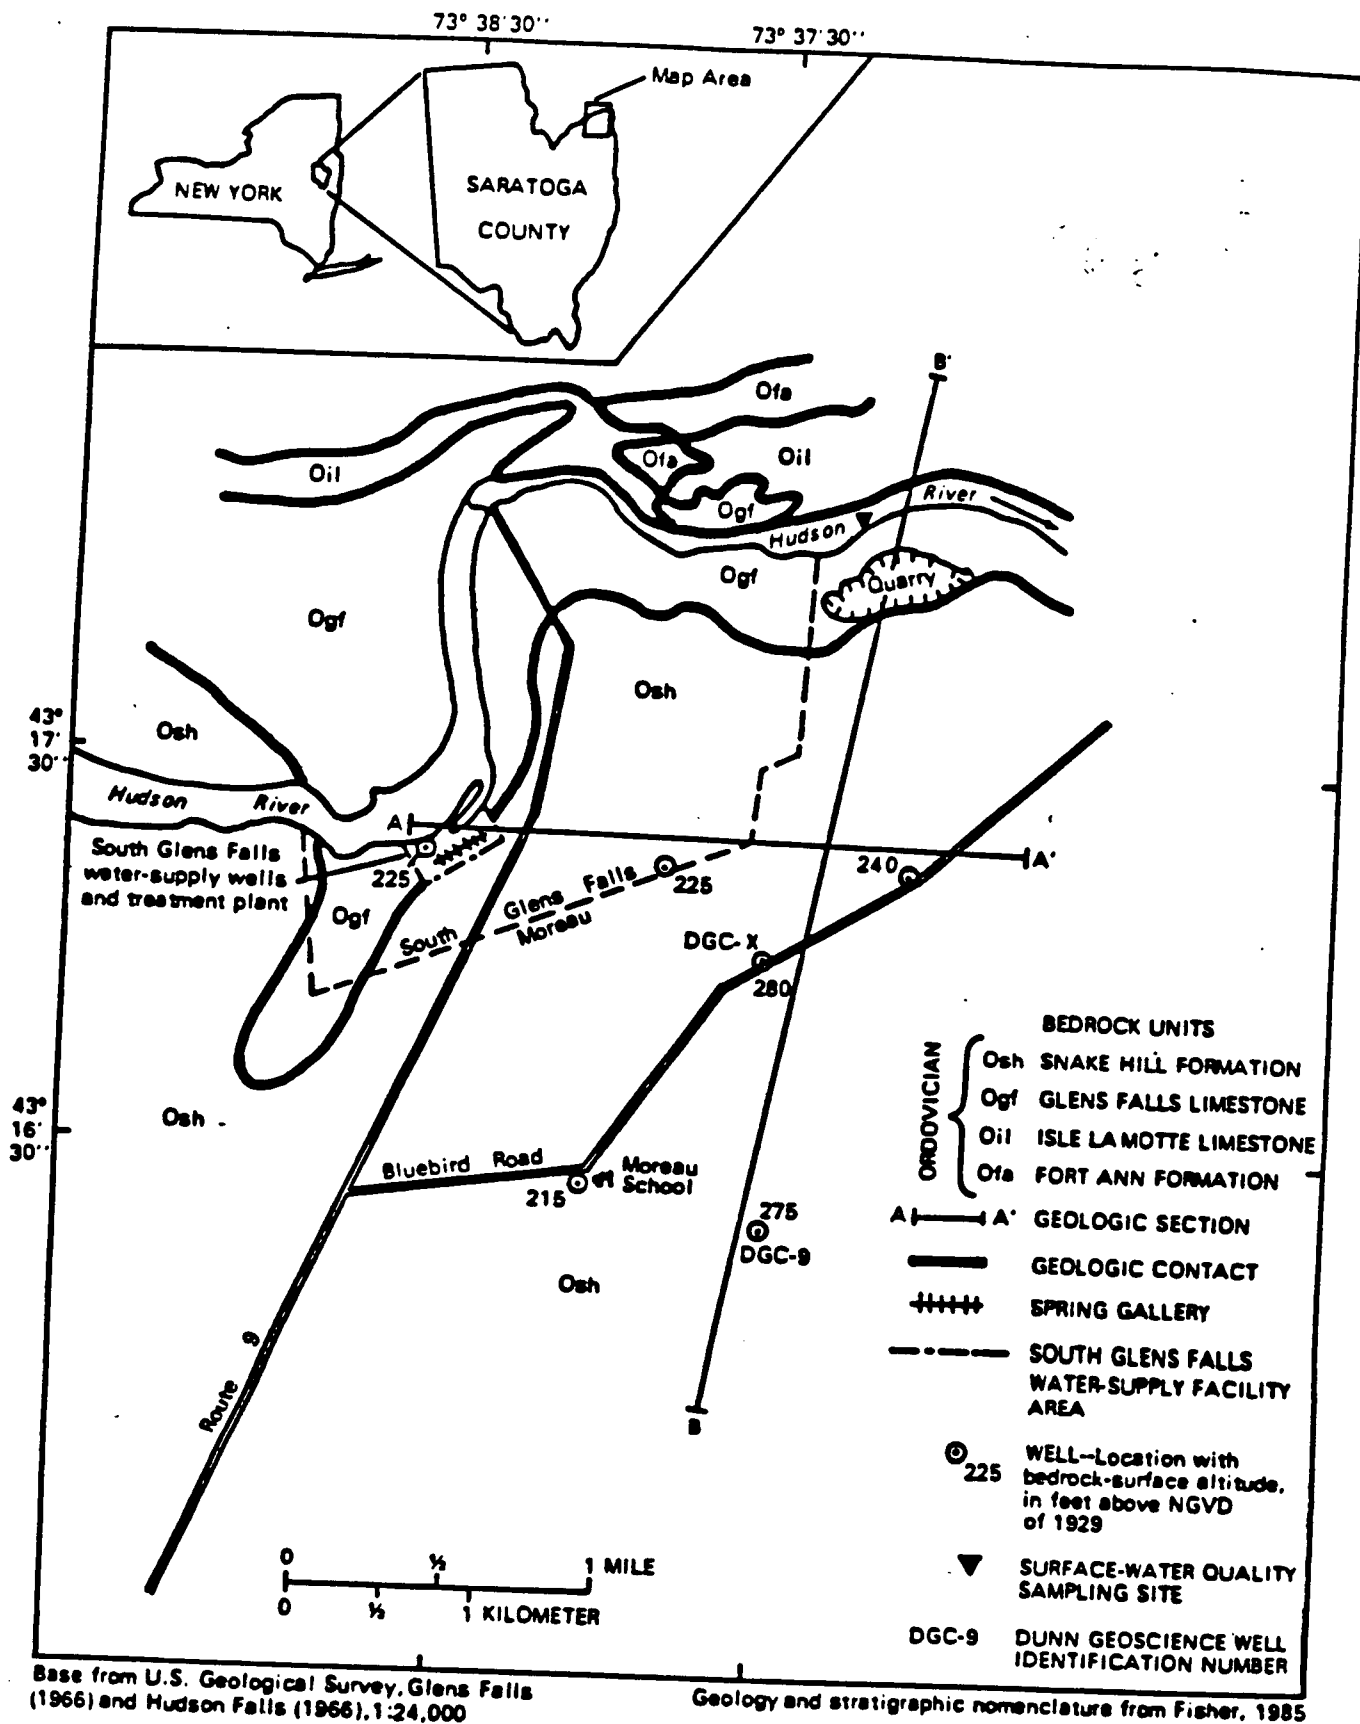 73° 38'30''
73° 37'30''
Map Area
NEW YORK
SARATOGA
COUNTY
B'
Ofa
Oil
Ofa
Oil
River
Ogf
Hudson
Ogf
Quarry
Ogf
Osh
43°
17'
30''
Osh
Hudson River
A
A'
South Glens Falls
water-supply wells
and treatment plant
225
225
240
Ogf
South Glens Falls
Moreau
DGC-X
280
43°
16'
30''
Osh
Bluebird Road
Moreau
School
215
275
DGC-9
Osh
Route 9
B
BEDROCK UNITS
ORDOVICIAN
Osh SNAKE HILL FORMATION
Ogf GLENS FALLS LIMESTONE
Oil ISLE LA MOTTE LIMESTONE
Ofa FORT ANN FORMATION
A A' GEOLOGIC SECTION
GEOLOGIC CONTACT
SPRING GALLERY
SOUTH GLENS FALLS
WATER-SUPPLY FACILITY
AREA
225 WELL--Location with
bedrock-surface altitude,
in feet above NGVD
of 1929
SURFACE-WATER QUALITY
SAMPLING SITE
DGC-9 DUNN GEOSCIENCE WELL
IDENTIFICATION NUMBER
0 ½ 1 MILE
0 ½ 1 KILOMETER
Base from U.S. Geological Survey, Glens Falls
(1966) and Hudson Falls (1966), 1:24,000
Geology and stratigraphic nomenclature from Fisher, 1985